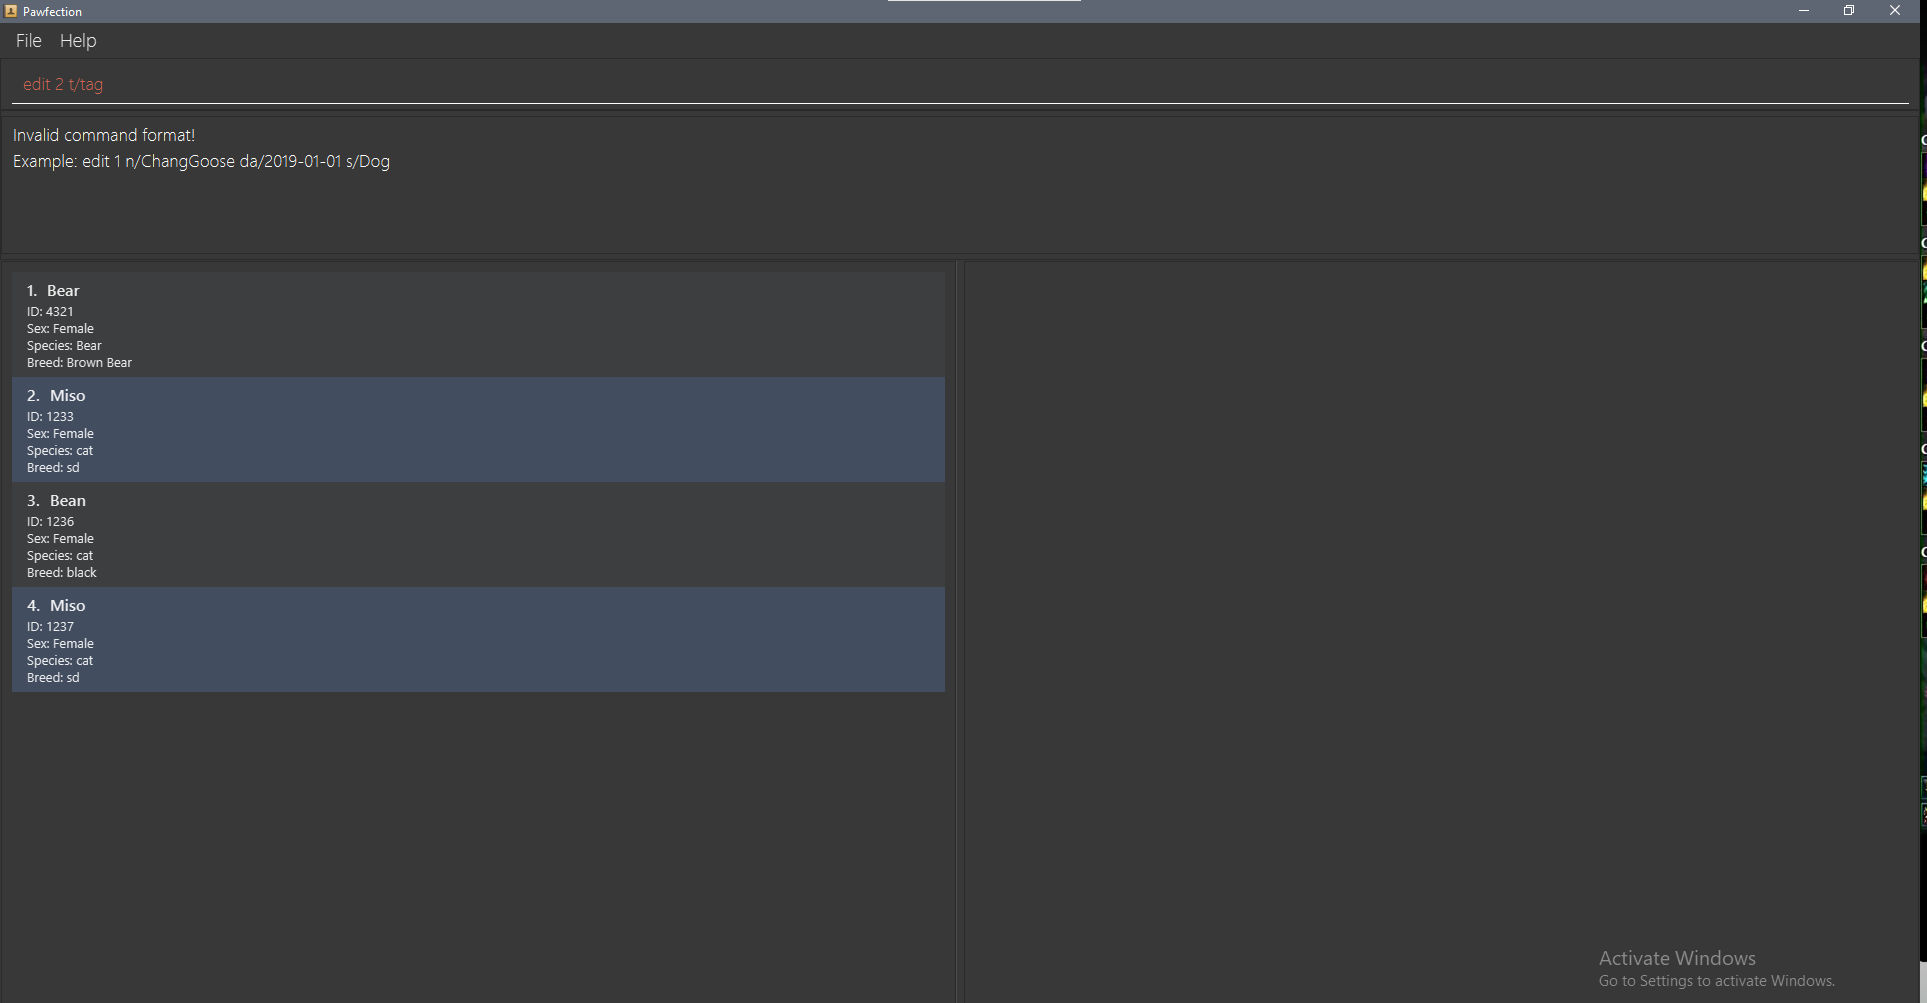 Pawfection
File Help
edit 2 t/tag
Invalid command format!
Example: edit 1 n/ChangGoose da/2019-01-01 s/Dog
1. Bear
ID: 4321
Sex: Female
Species: Bear
Breed: Brown Bear
2. Miso
ID: 1233
Sex: Female
Species: cat
Breed: sd
3. Bean
ID: 1236
Sex: Female
Species: cat
Breed: black
4. Miso
ID: 1237
Sex: Female
Species: cat
Breed: sd
Activate Windows
Go to Settings to activate Windows.